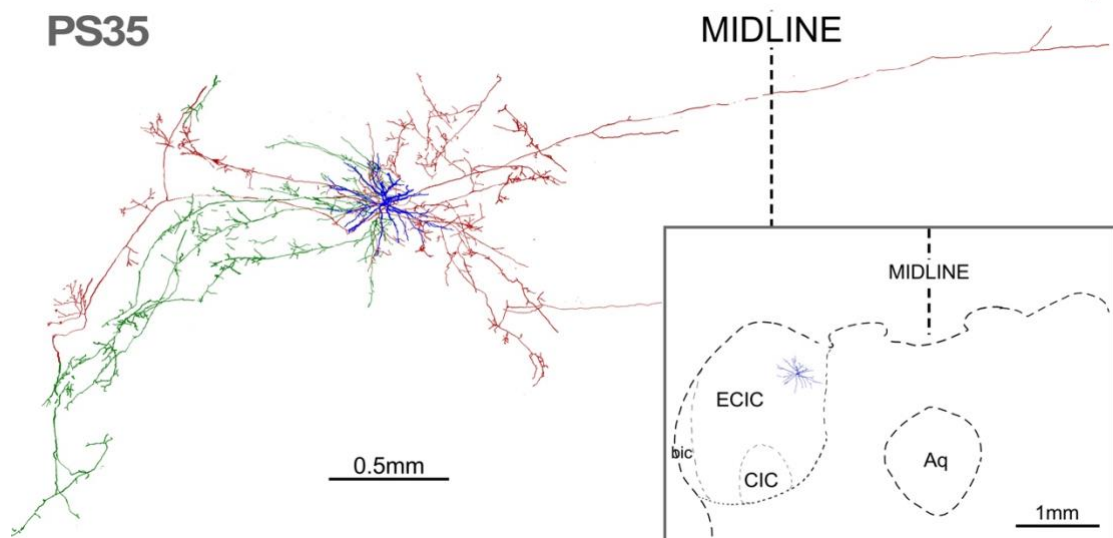 PS35
MIDLINE
0.5mm
MIDLINE
ECIC
bic
CIC
Aq
1mm